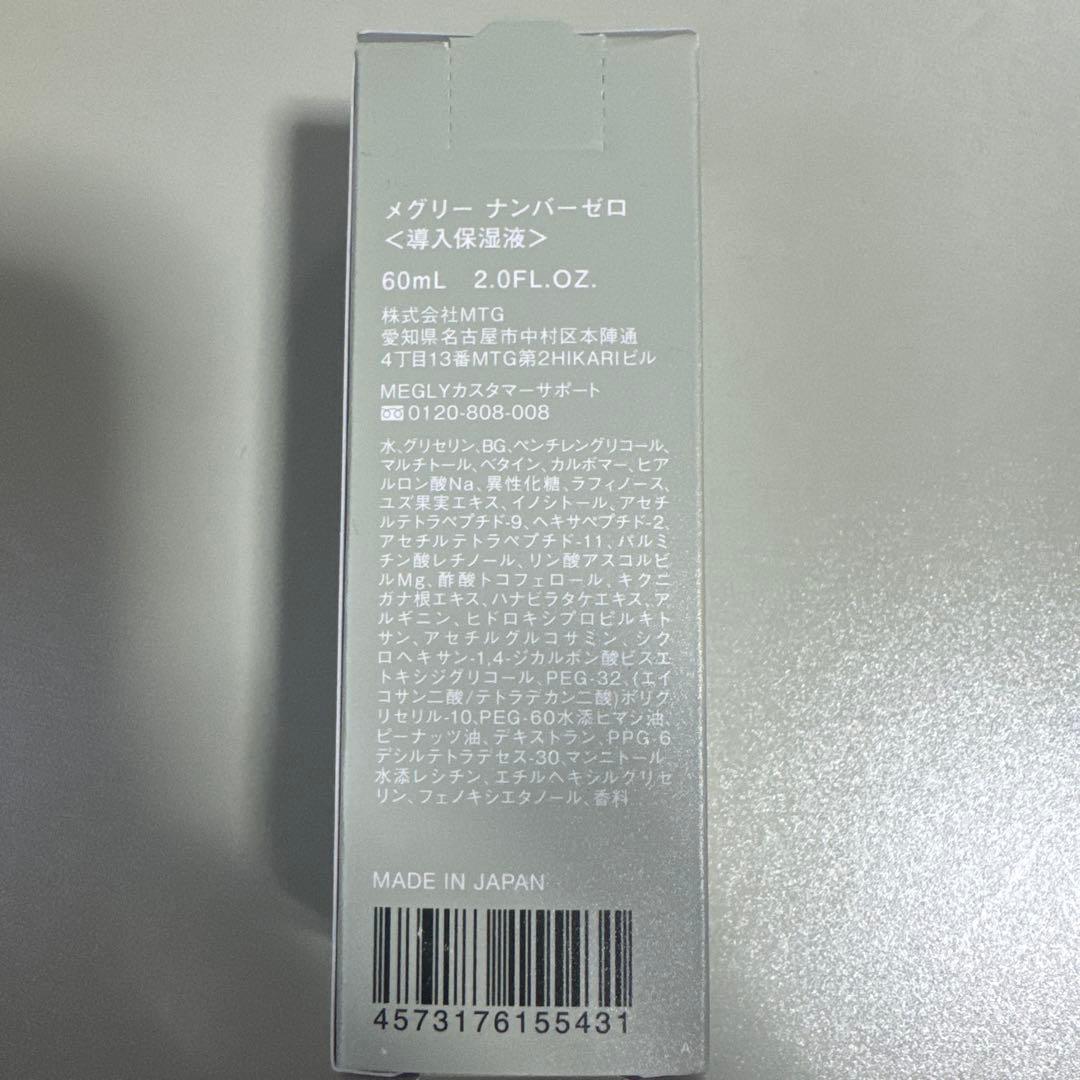 メグリー ナンバーゼロ
<導入保湿液>
60mL 2.0FL.OZ.
株式会社MTG
愛知県名古屋市中村区本陣通
4丁目13番MTG第2HIKARIビル
MEGLYカスタマーサポート
0120-808-008
水、グリセリン、BG、ペンチレングリコール、
マルチトール、ベタイン、カルボマー、ヒア
ルロン酸Na、異性化糖、ラフィノース、
ユズ果実エキス、イノシトール、アセチ
ルテトラペプチド-9、ヘキサペプチド-2、
アセチルテトラペプチド-11、パルミ
チン酸レチノール、リン酸アスコルビ
ルMg、酢酸トコフェロール、キクニ
ガナ根エキス、ハナビラタケエキス、ア
ルギニン、ヒドロキシプロピルキト
サン、アセチルグルコサミン、シク
ロヘキサン-1,4-ジカルボン酸ビスエ
トキシジグリコール、PEG-32、(エイ
コサン二酸/テトラデカン二酸)ポリグ
リセリル-10、PEG-60水添ヒマシ油、
ピーナッツ油、デキストラン、PPG-6
デシルテトラデセス-30、マンニトール、
水添レシチン、エチルヘキシルグリセ
リン、フェノキシエタノール、香料
MADE IN JAPAN
4573176155431
A